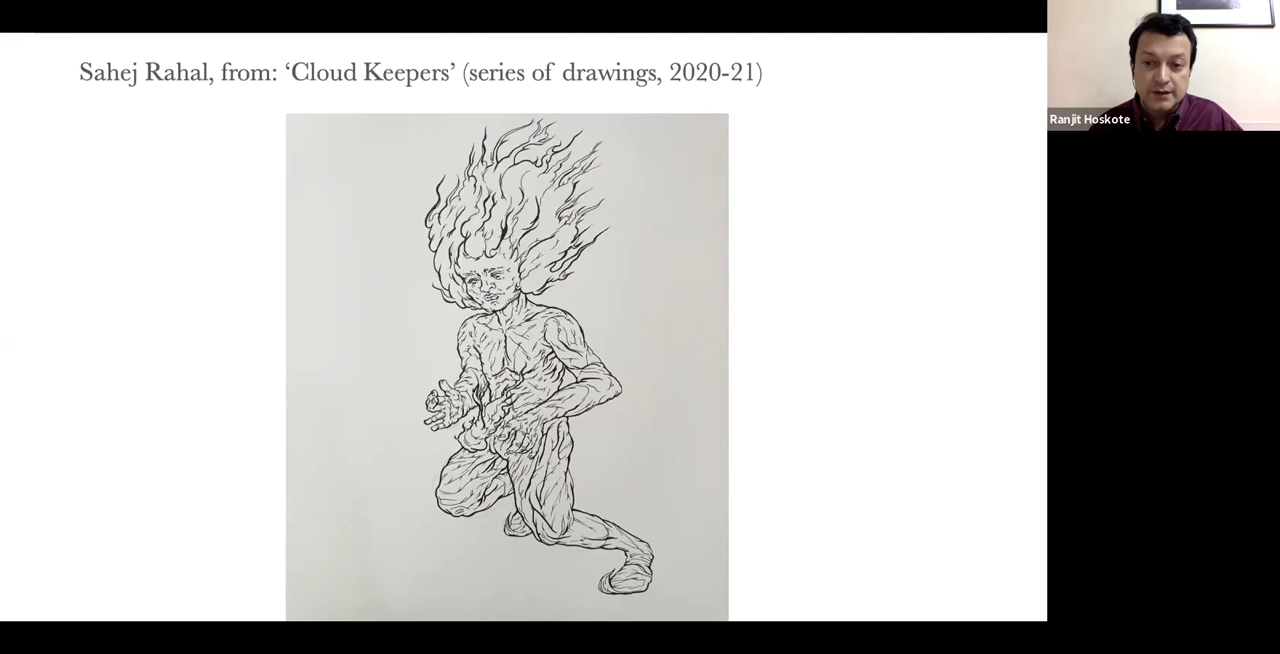 Sahej Rahal, from: ‘Cloud Keepers’ (series of drawings, 2020-21)
Ranjit Hoskote